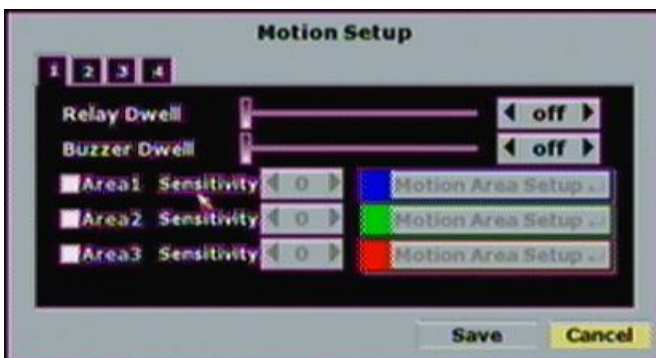 Motion Setup
1 2 3 4
Relay Dwell off
Buzzer Dwell off
Area1 Sensitivity 0 Motion Area Setup ..
Area2 Sensitivity 0 Motion Area Setup ..
Area3 Sensitivity 0 Motion Area Setup ..
Save Cancel